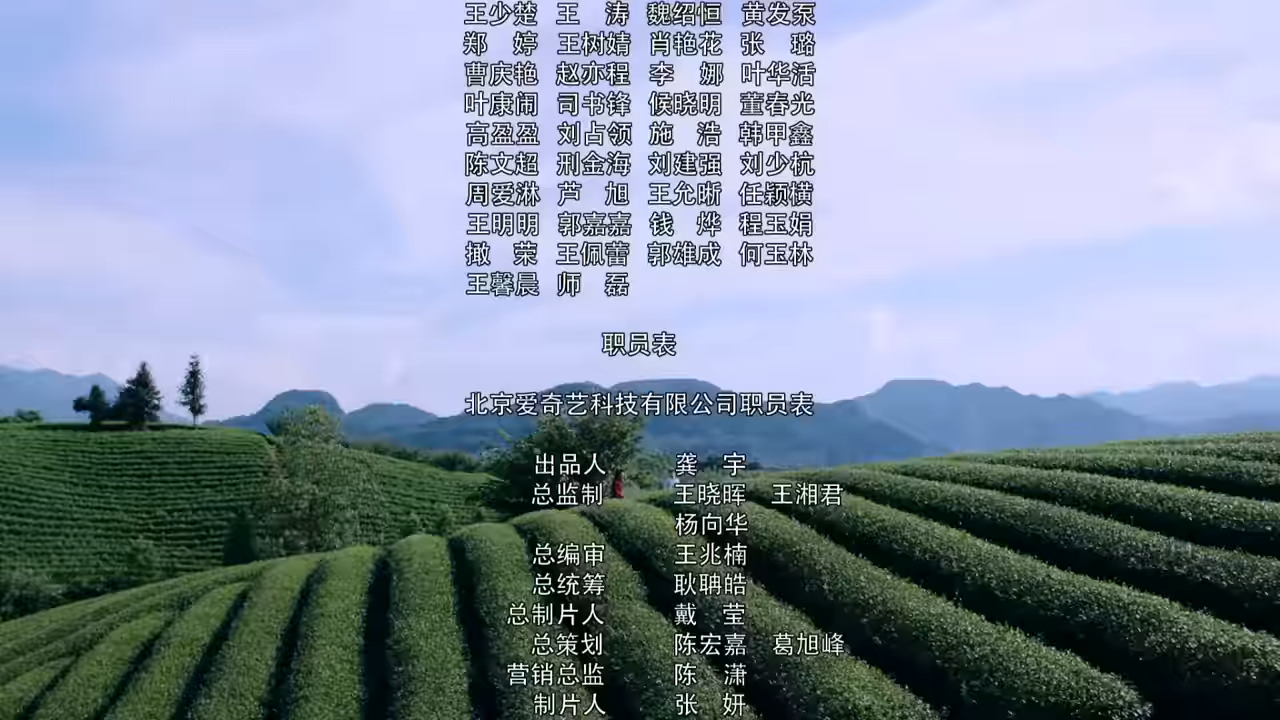 王少楚 王 涛 魏绍恒 黄发泵
郑 婷 王树婧 肖艳花 张 璐
曹庆艳 赵亦程 李 娜 叶华活
叶康闹 司书锋 候晓明 董春光
高盈盈 刘占领 施 浩 韩甲鑫
陈文超 刑金海 刘建强 刘少杭
周爱淋 芦 旭 王允晰 任颖横
王明明 郭嘉嘉 钱 烨 程玉娟
撖 荣 王佩蕾 郭雄成 何玉林
王馨晨 师 磊
职员表
北京爱奇艺科技有限公司职员表
出品人 龚 宇
总监制 王晓晖 王湘君
杨向华
总编审 王兆楠
总统筹 耿聃皓
总制片人 戴 莹
总策划 陈宏嘉 葛旭峰
营销总监 陈 潇
制片人 张 妍